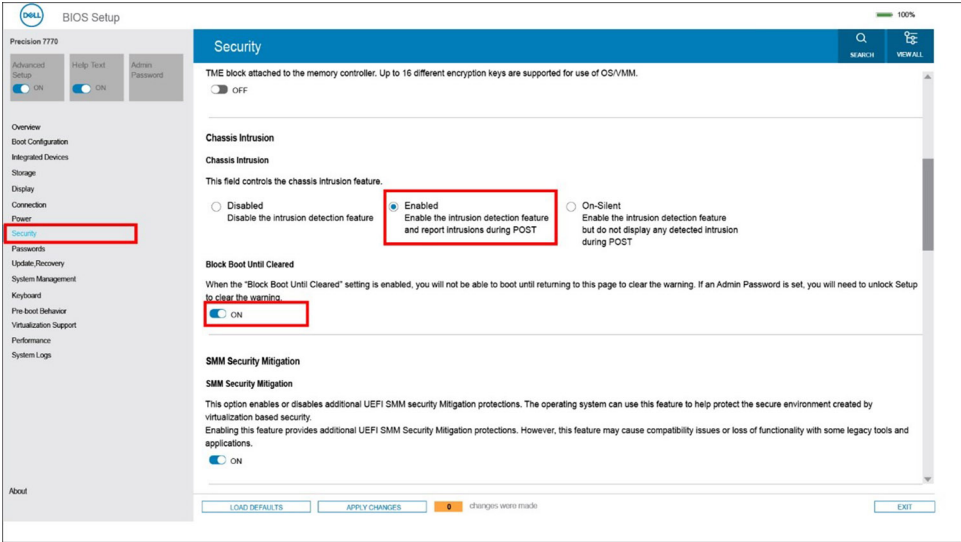 DELL
BIOS Setup
100%
Precision 7770
Advanced Setup
ON
Help Text
ON
Admin Password
Overview
Boot Configuration
Integrated Devices
Storage
Display
Connection
Power
Security
Passwords
Update,Recovery
System Management
Keyboard
Pre-boot Behavior
Virtualization Support
Performance
System Logs
About
Security
SEARCH
VIEW ALL
TME block attached to the memory controller. Up to 16 different encryption keys are supported for use of OS/VMM.
OFF
Chassis Intrusion
Chassis Intrusion
This field controls the chassis intrusion feature.
Disabled
Disable the intrusion detection feature
Enabled
Enable the intrusion detection feature
and report intrusions during POST
On-Silent
Enable the intrusion detection feature
but do not display any detected intrusion
during POST
Block Boot Until Cleared
When the "Block Boot Until Cleared" setting is enabled, you will not be able to boot until returning to this page to clear the warning. If an Admin Password is set, you will need to unlock Setup
to clear the warning.
ON
SMM Security Mitigation
SMM Security Mitigation
This option enables or disables additional UEFI SMM security Mitigation protections. The operating system can use this feature to help protect the secure environment created by
virtualization based security.
Enabling this feature provides additional UEFI SMM Security Mitigation protections. However, this feature may cause compatibility issues or loss of functionality with some legacy tools and
applications.
ON
LOAD DEFAULTS
APPLY CHANGES
0
changes were made
EXIT